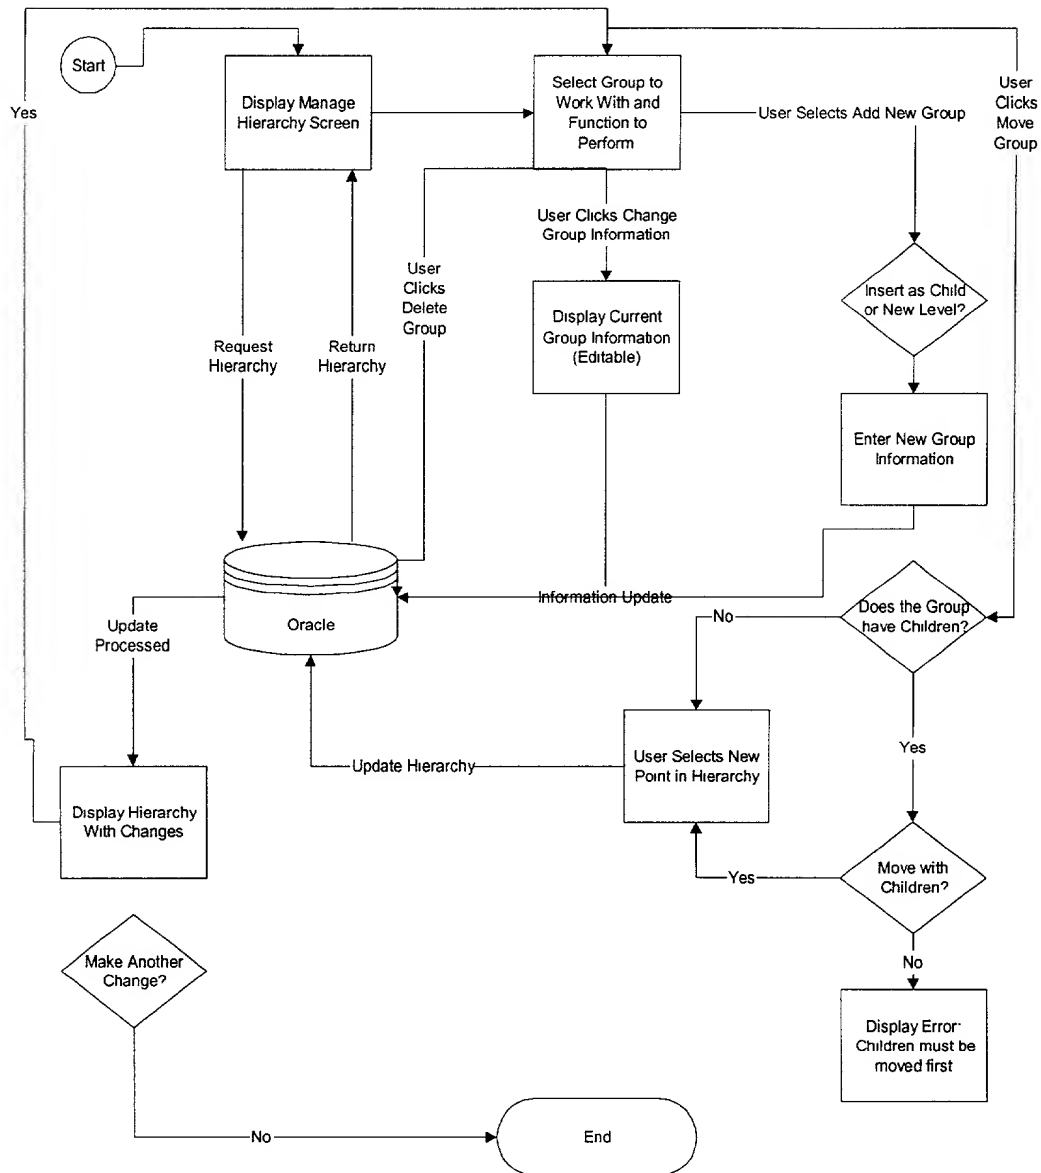 Start
Yes
Display Manage
Hierarchy Screen
Select Group to
Work With and
Function to
Perform
User Selects Add New Group
User
Clicks
Move
Group
User Clicks Change
Group Information
User
Clicks
Delete
Group
Insert as Child
or New Level?
Display Current
Group Information
(Editable)
Request
Hierarchy
Return
Hierarchy
Enter New Group
Information
Oracle
Information Update
Does the Group
have Children?
No
Update
Processed
Yes
User Selects New
Point in Hierarchy
Update Hierarchy
Display Hierarchy
With Changes
Move with
Children?
Yes
No
Make Another
Change?
Display Error:
Children must be
moved first
No
End